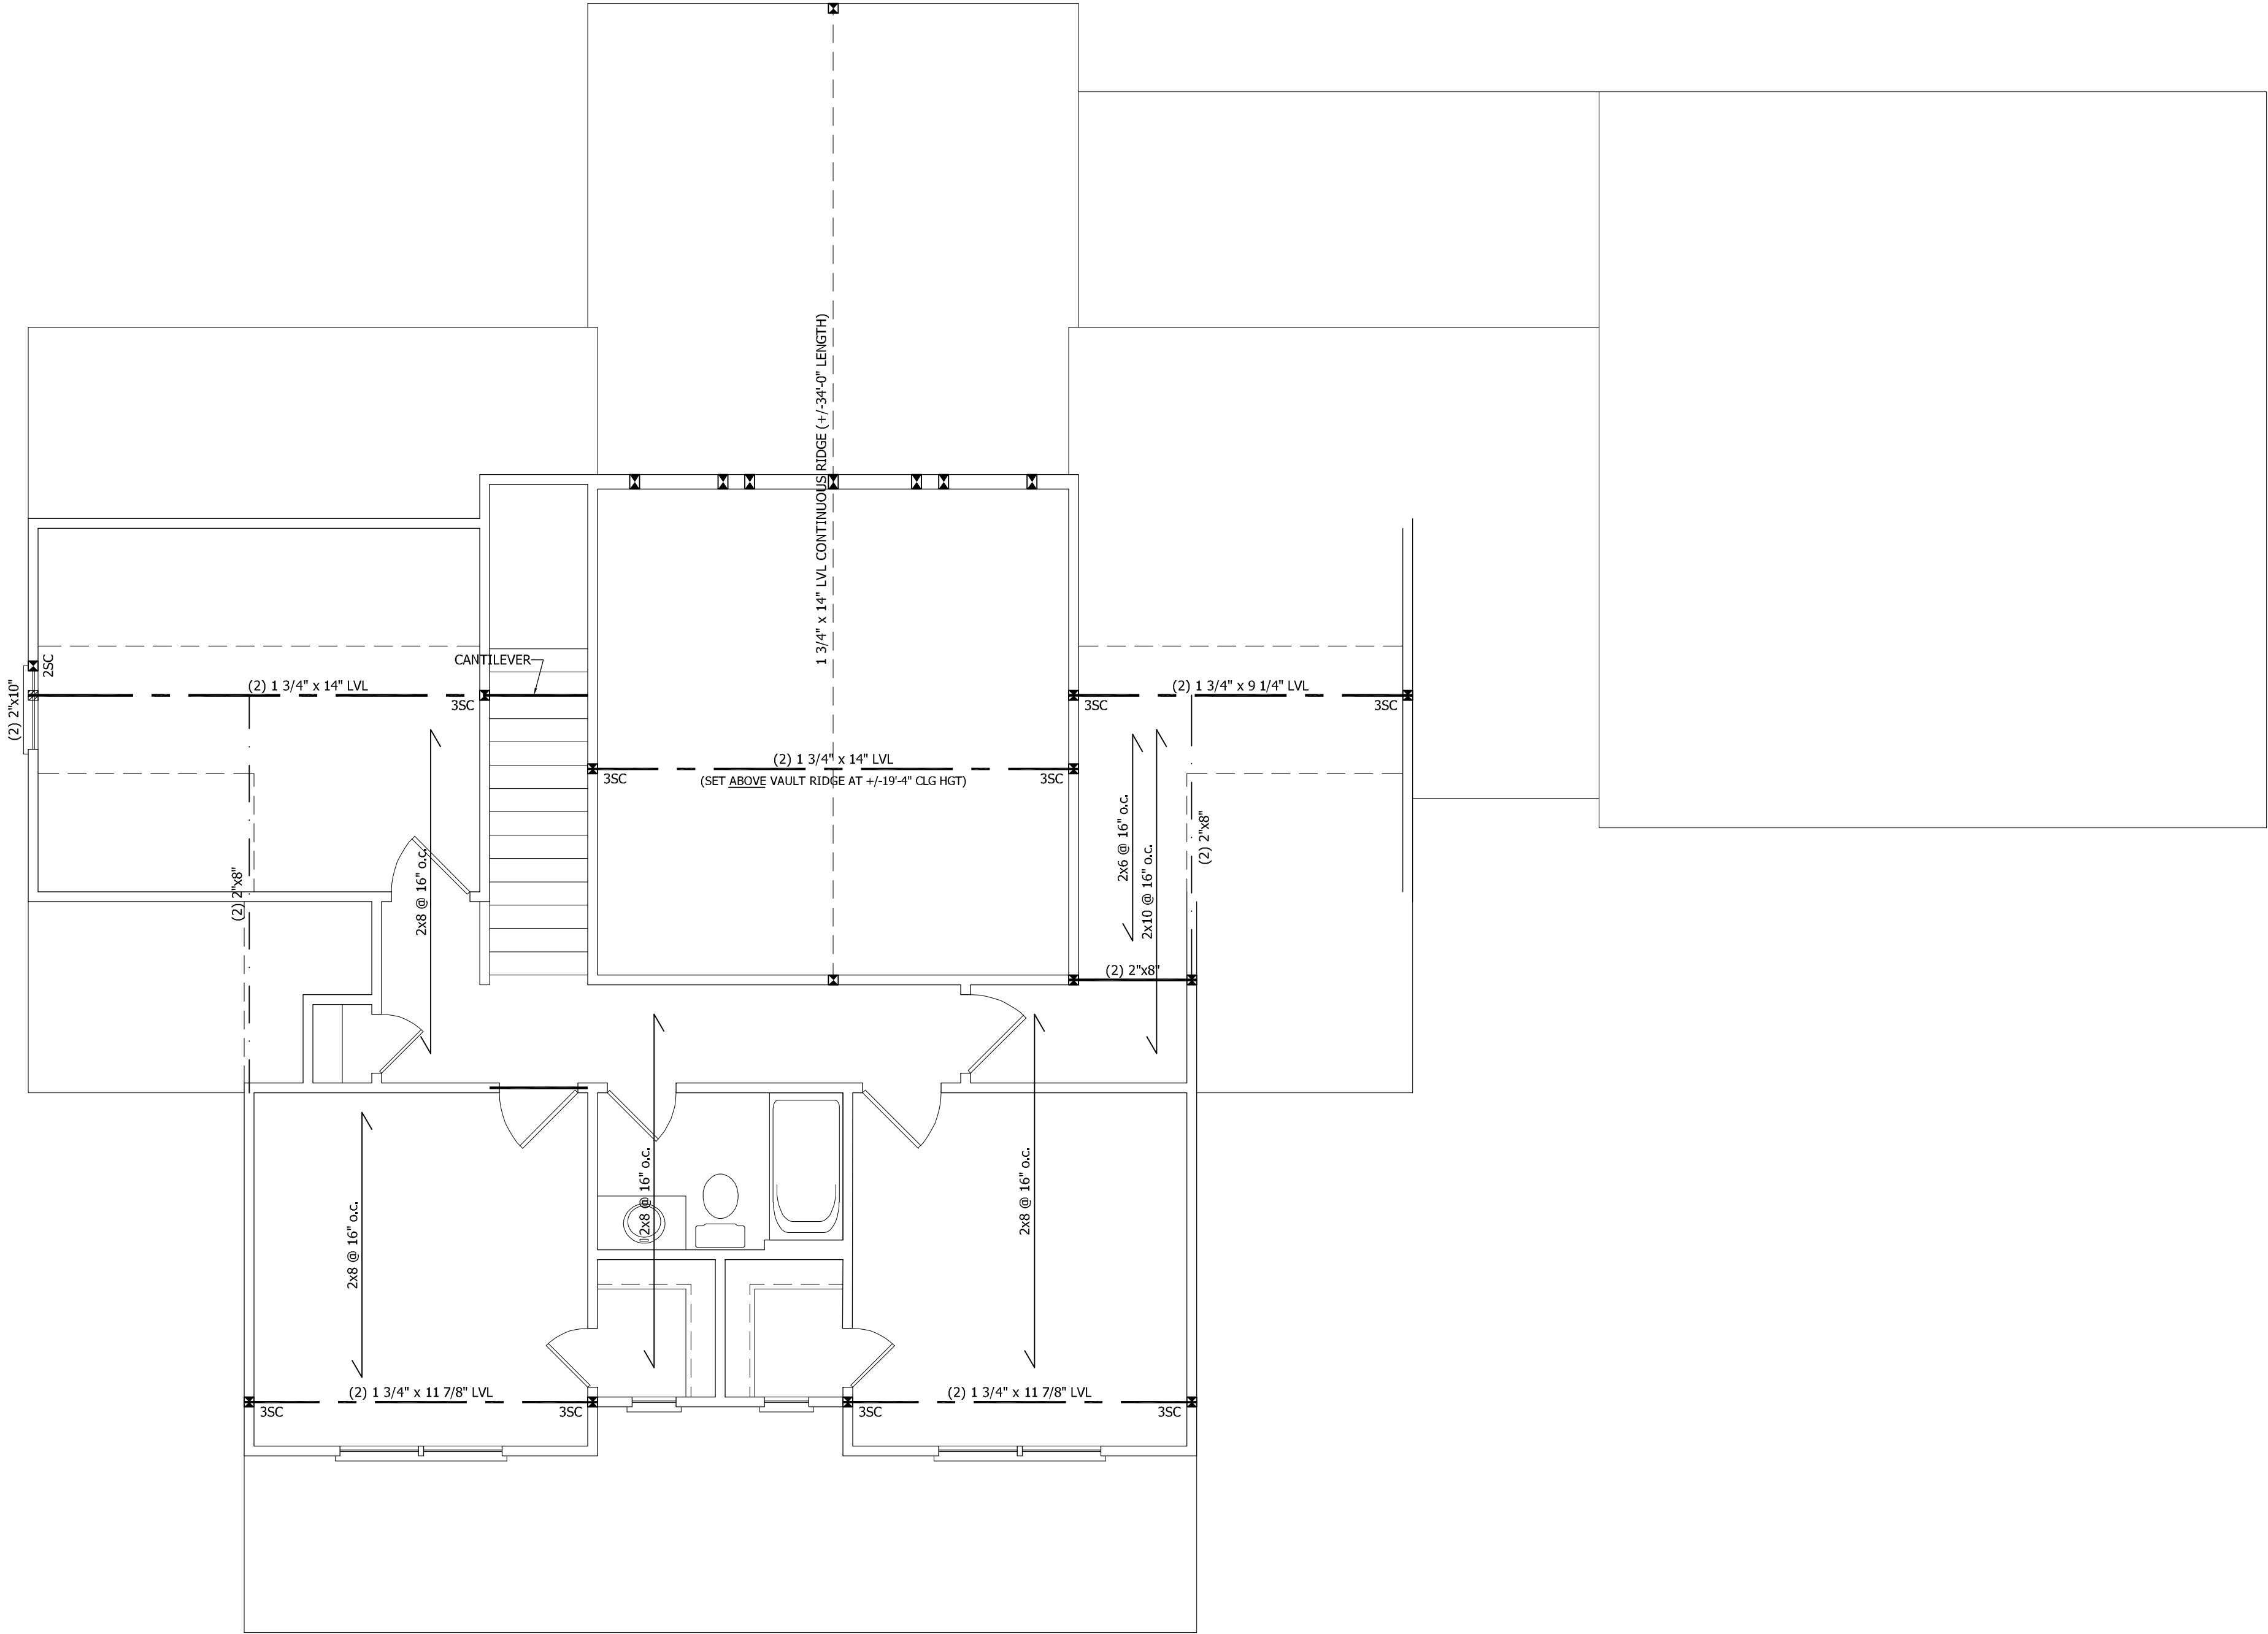 1 3/4" x 14" LVL CONTINUOUS RIDGE (+/-34'-0" LENGTH)
CANTILEVER
2SC
(2) 2"x10"
(2) 1 3/4" x 14" LVL
3SC
(2) 1 3/4" x 9 1/4" LVL
3SC
3SC
(2) 1 3/4" x 14" LVL
(SET ABOVE VAULT RIDGE AT +/-19'-4" CLG HGT)
3SC
3SC
2x8 @ 16" o.c.
(2) 2"x8"
2x6 @ 16" o.c.
2x10 @ 16" o.c.
(2) 2"x8"
(2) 2"x8"
2x8 @ 16" o.c.
2x8 @ 16" o.c.
2x8 @ 16" o.c.
(2) 1 3/4" x 11 7/8" LVL
3SC
3SC
(2) 1 3/4" x 11 7/8" LVL
3SC
3SC